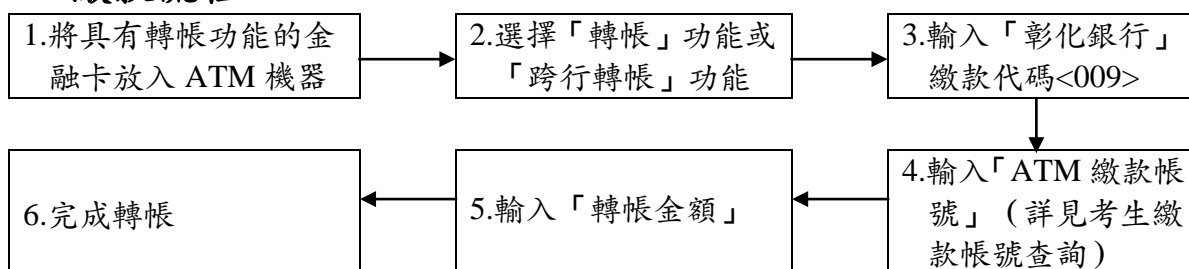 1.將具有轉帳功能的金
融卡放入 ATM 機器
2.選擇「轉帳」功能或
「跨行轉帳」功能
3.輸入「彰化銀行」
繳款代碼<009>
4.輸入「ATM 繳款帳
號」(詳見考生繳
款帳號查詢)
5.輸入「轉帳金額」
6.完成轉帳